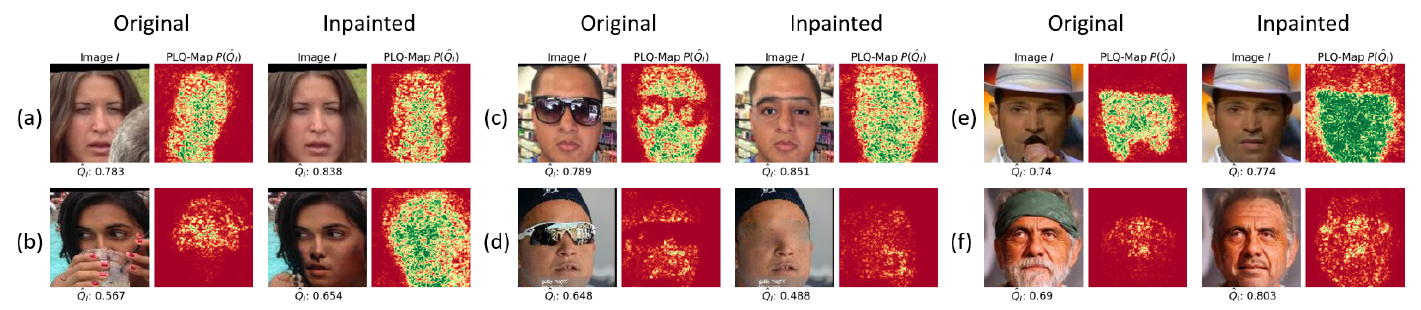 Original Inpainted Original Inpainted Original Inpainted
Image I PLQ-Map P(Q̂I) Image I PLQ-Map P(Q̂I) Image I PLQ-Map P(Q̂I) Image I PLQ-Map P(Q̂I) Image I PLQ-Map P(Q̂I) Image I PLQ-Map P(Q̂I)
(a) (c) (e)
Q̂I: 0.783 Q̂I: 0.838 Q̂I: 0.789 Q̂I: 0.851 Q̂I: 0.74 Q̂I: 0.774
(b) (d) (f)
getty images
Q̂I: 0.567 Q̂I: 0.654 Q̂I: 0.648 Q̂I: 0.488 Q̂I: 0.69 Q̂I: 0.803